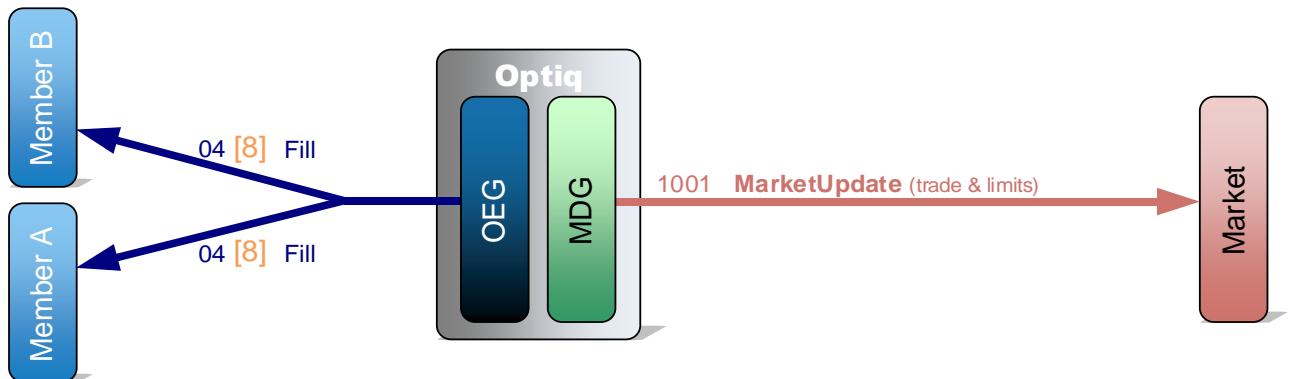 Member B
Member A
04 [8] Fill
04 [8] Fill
Optiq
OEG
MDG
1001 MarketUpdate (trade & limits)
Market